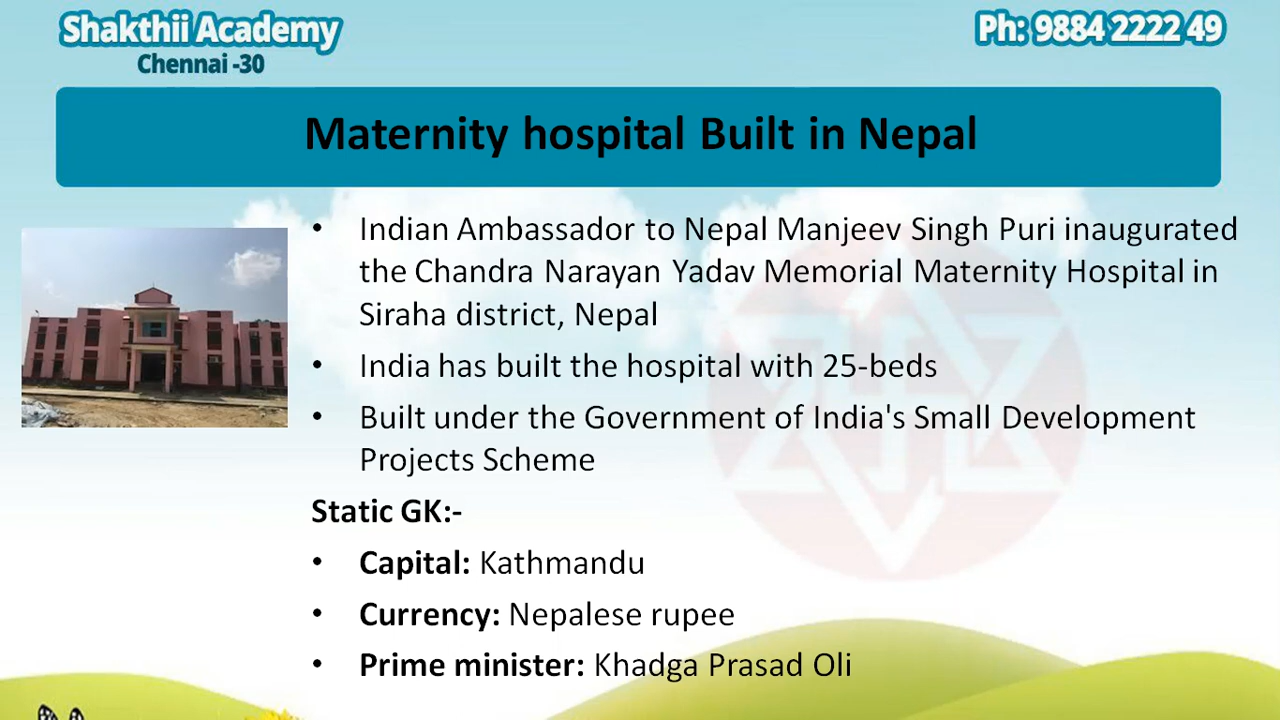 Shakthii Academy
Chennai -30
Ph: 9884 2222 49
Maternity hospital Built in Nepal
• Indian Ambassador to Nepal Manjeev Singh Puri inaugurated
the Chandra Narayan Yadav Memorial Maternity Hospital in
Siraha district, Nepal
• India has built the hospital with 25-beds
• Built under the Government of India's Small Development
Projects Scheme
Static GK:-
• Capital: Kathmandu
• Currency: Nepalese rupee
• Prime minister: Khadga Prasad Oli